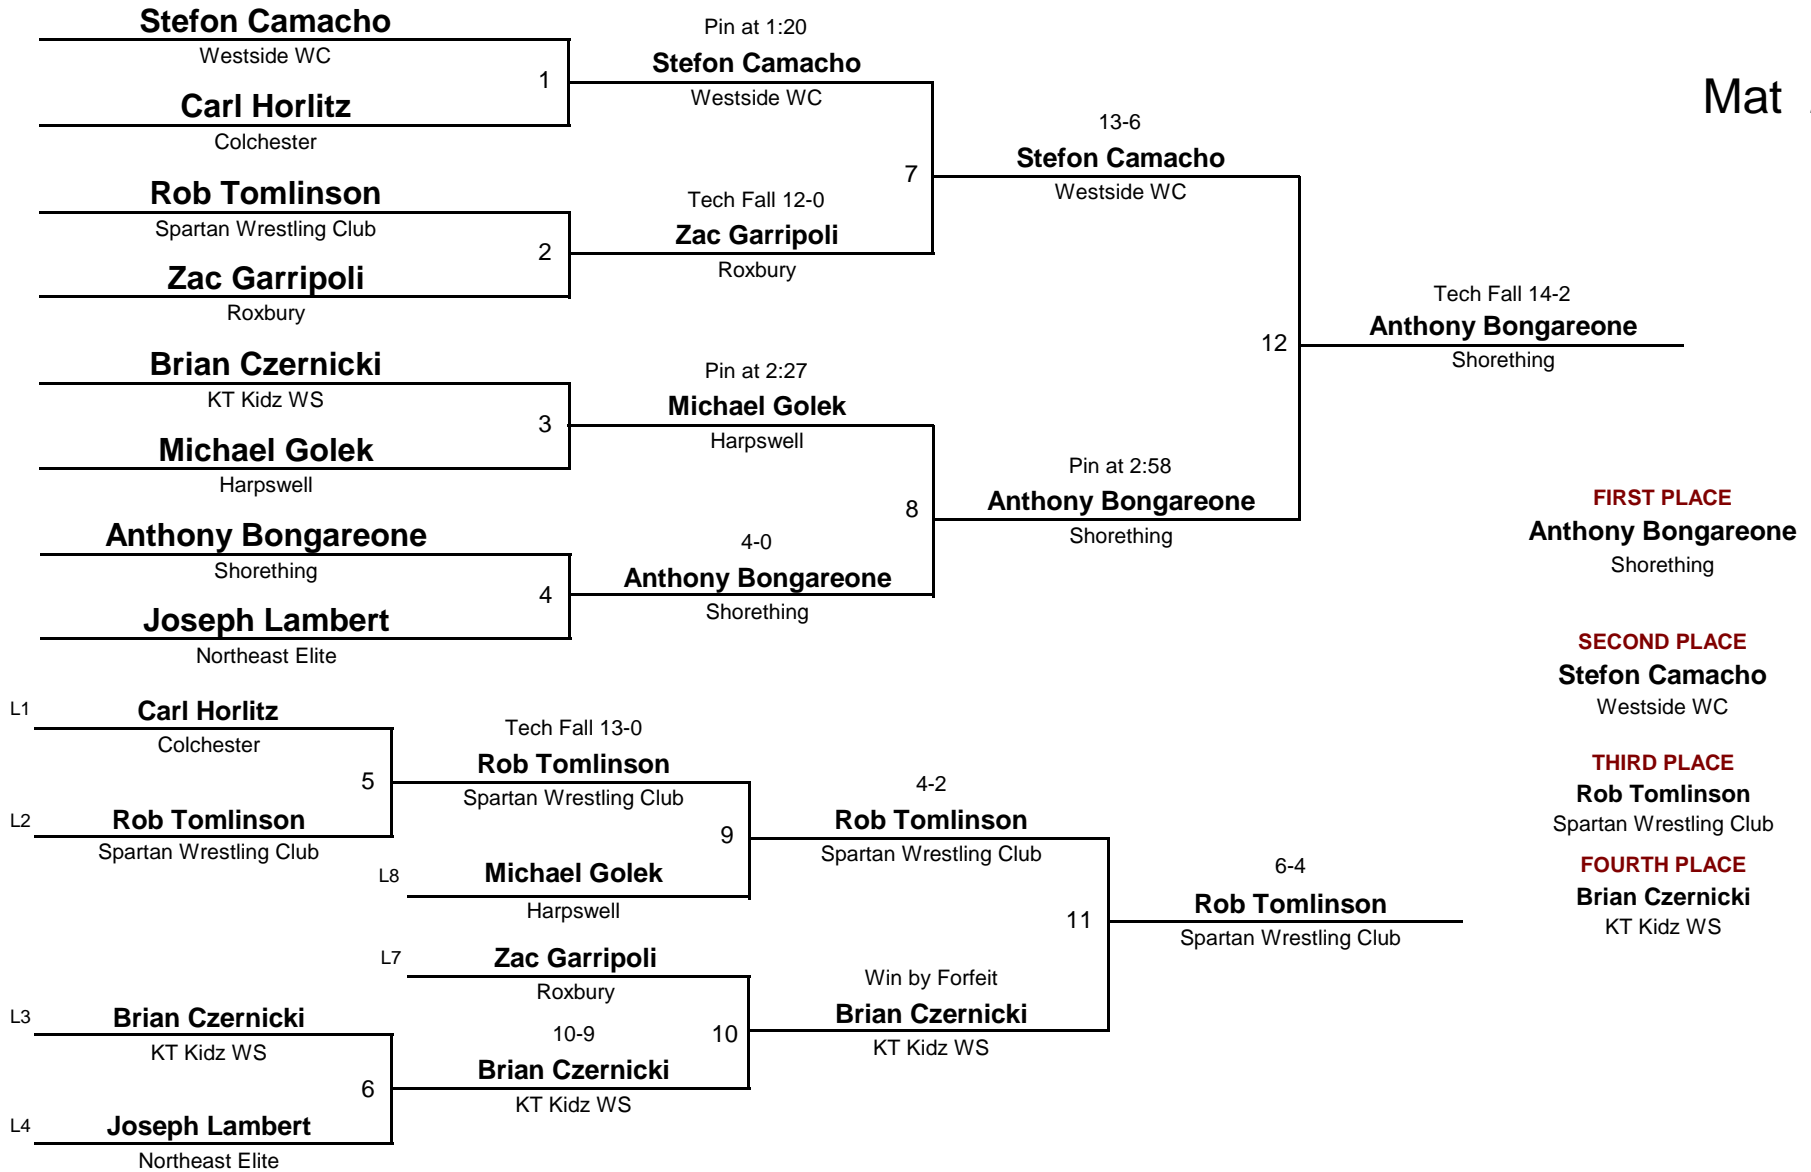 Stefon Camacho
Westside WC
1
Carl Horlitz
Colchester
Rob Tomlinson
Spartan Wrestling Club
2
Zac Garripoli
Roxbury
Brian Czernicki
KT Kidz WS
3
Michael Golek
Harpswell
Anthony Bongareone
Shorething
4
Joseph Lambert
Northeast Elite
Pin at 1:20
Stefon Camacho
Westside WC
7
Tech Fall 12-0
Zac Garripoli
Roxbury
Pin at 2:27
Michael Golek
Harpswell
8
4-0
Anthony Bongareone
Shorething
13-6
Stefon Camacho
Westside WC
12
Pin at 2:58
Anthony Bongareone
Shorething
Tech Fall 14-2
Anthony Bongareone
Shorething
Mat
FIRST PLACE
Anthony Bongareone
Shorething
SECOND PLACE
Stefon Camacho
Westside WC
THIRD PLACE
Rob Tomlinson
Spartan Wrestling Club
FOURTH PLACE
Brian Czernicki
KT Kidz WS
L1
Carl Horlitz
Colchester
5
L2
Rob Tomlinson
Spartan Wrestling Club
L3
Brian Czernicki
KT Kidz WS
6
L4
Joseph Lambert
Northeast Elite
Tech Fall 13-0
Rob Tomlinson
Spartan Wrestling Club
9
L8
Michael Golek
Harpswell
L7
Zac Garripoli
Roxbury
10
10-9
Brian Czernicki
KT Kidz WS
4-2
Rob Tomlinson
Spartan Wrestling Club
11
Win by Forfeit
Brian Czernicki
KT Kidz WS
6-4
Rob Tomlinson
Spartan Wrestling Club